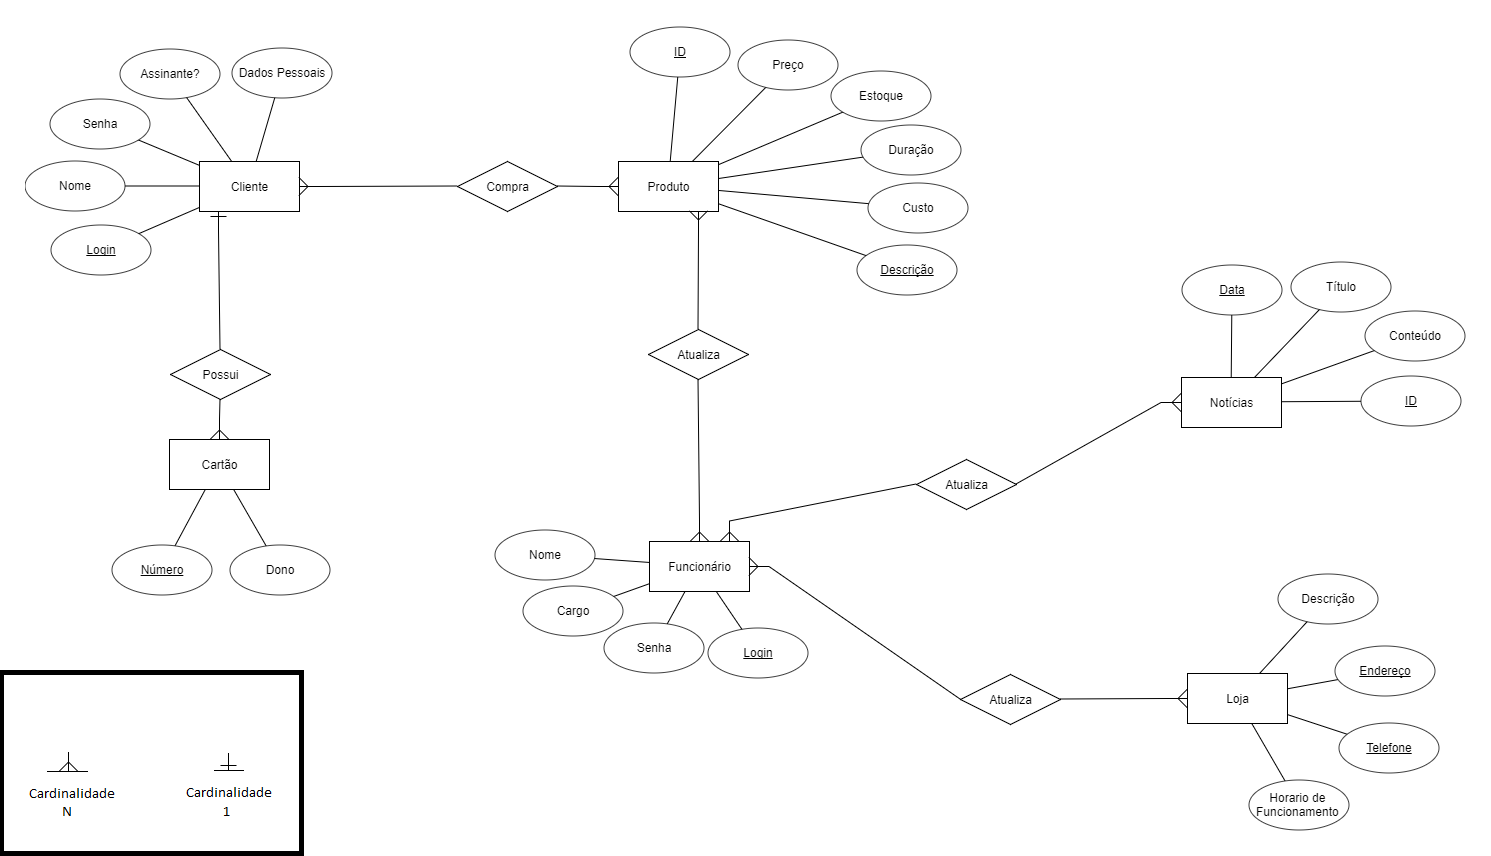 ID
Preço
Assinante?
Dados Pessoais
Estoque
Senha
Duração
Nome
Cliente
Compra
Produto
Custo
Login
Descrição
Data
Título
Conteúdo
Atualiza
Possui
Notícias
ID
Cartão
Atualiza
Nome
Funcionário
Número
Dono
Cargo
Senha
Login
Descrição
Endereço
Atualiza
Loja
Telefone
Horario de
Funcionamento
Cardinalidade
N
Cardinalidade
1